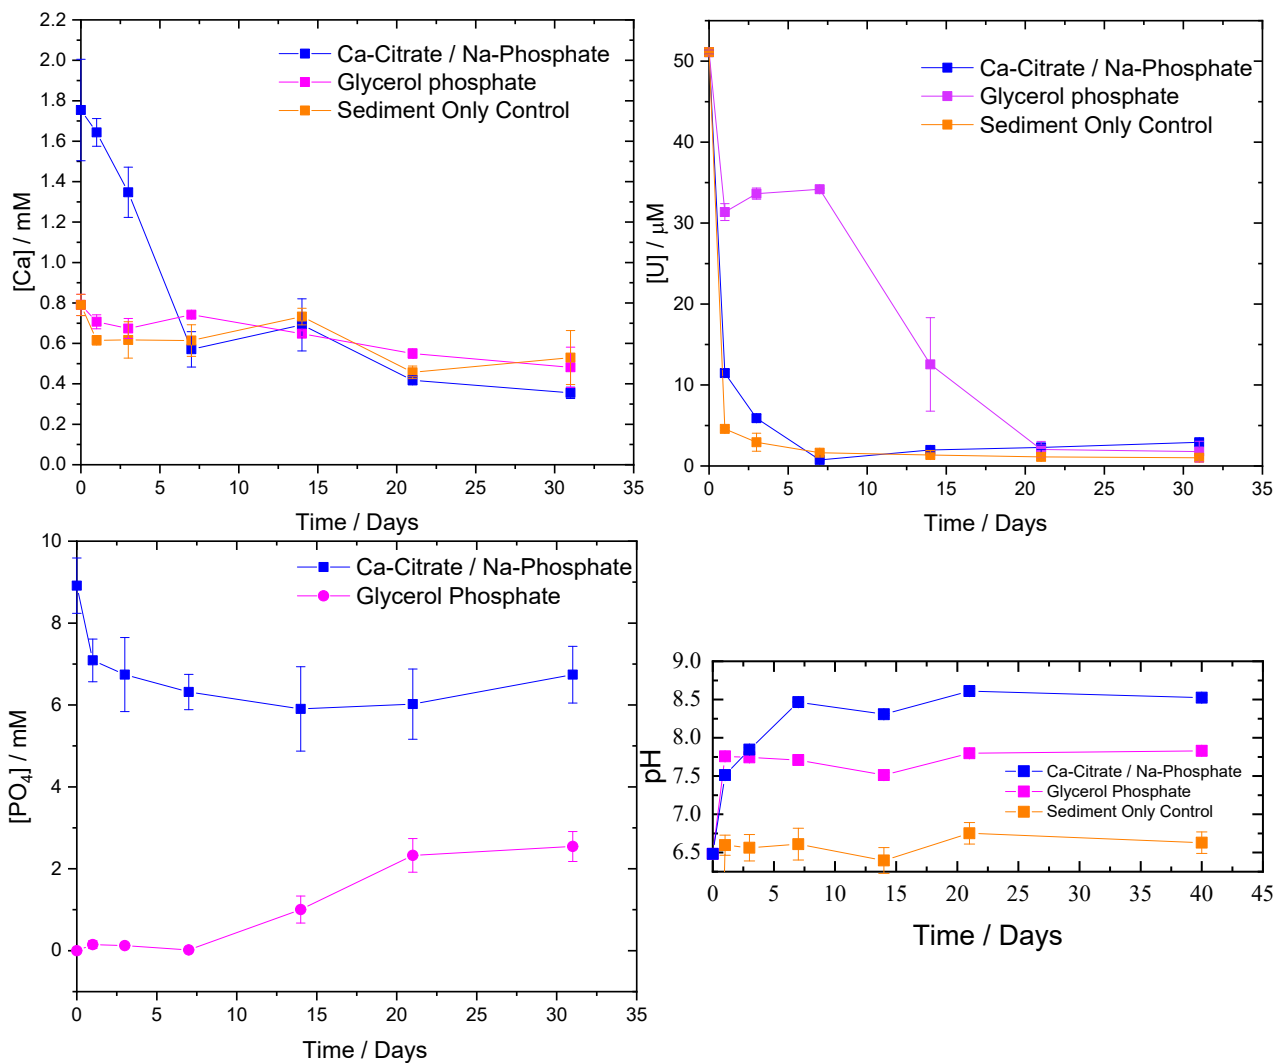 2.2
2.0
1.8
1.6
1.4
1.2
1.0
0.8
0.6
0.4
0.2
0.0
[Ca] / mM
Ca-Citrate / Na-Phosphate
Glycerol phosphate
Sediment Only Control
0 5 10 15 20 25 30 35
Time / Days
50
40
30
20
10
0
[U] / μM
Ca-Citrate / Na-Phosphate
Glycerol phosphate
Sediment Only Control
0 5 10 15 20 25 30 35
Time / Days
10
8
6
4
2
0
[PO4] / mM
Ca-Citrate / Na-Phosphate
Glycerol Phosphate
0 5 10 15 20 25 30 35
Time / Days
9.0
8.5
8.0
7.5
7.0
6.5
pH
Ca-Citrate / Na-Phosphate
Glycerol Phosphate
Sediment Only Control
0 5 10 15 20 25 30 35 40 45
Time / Days